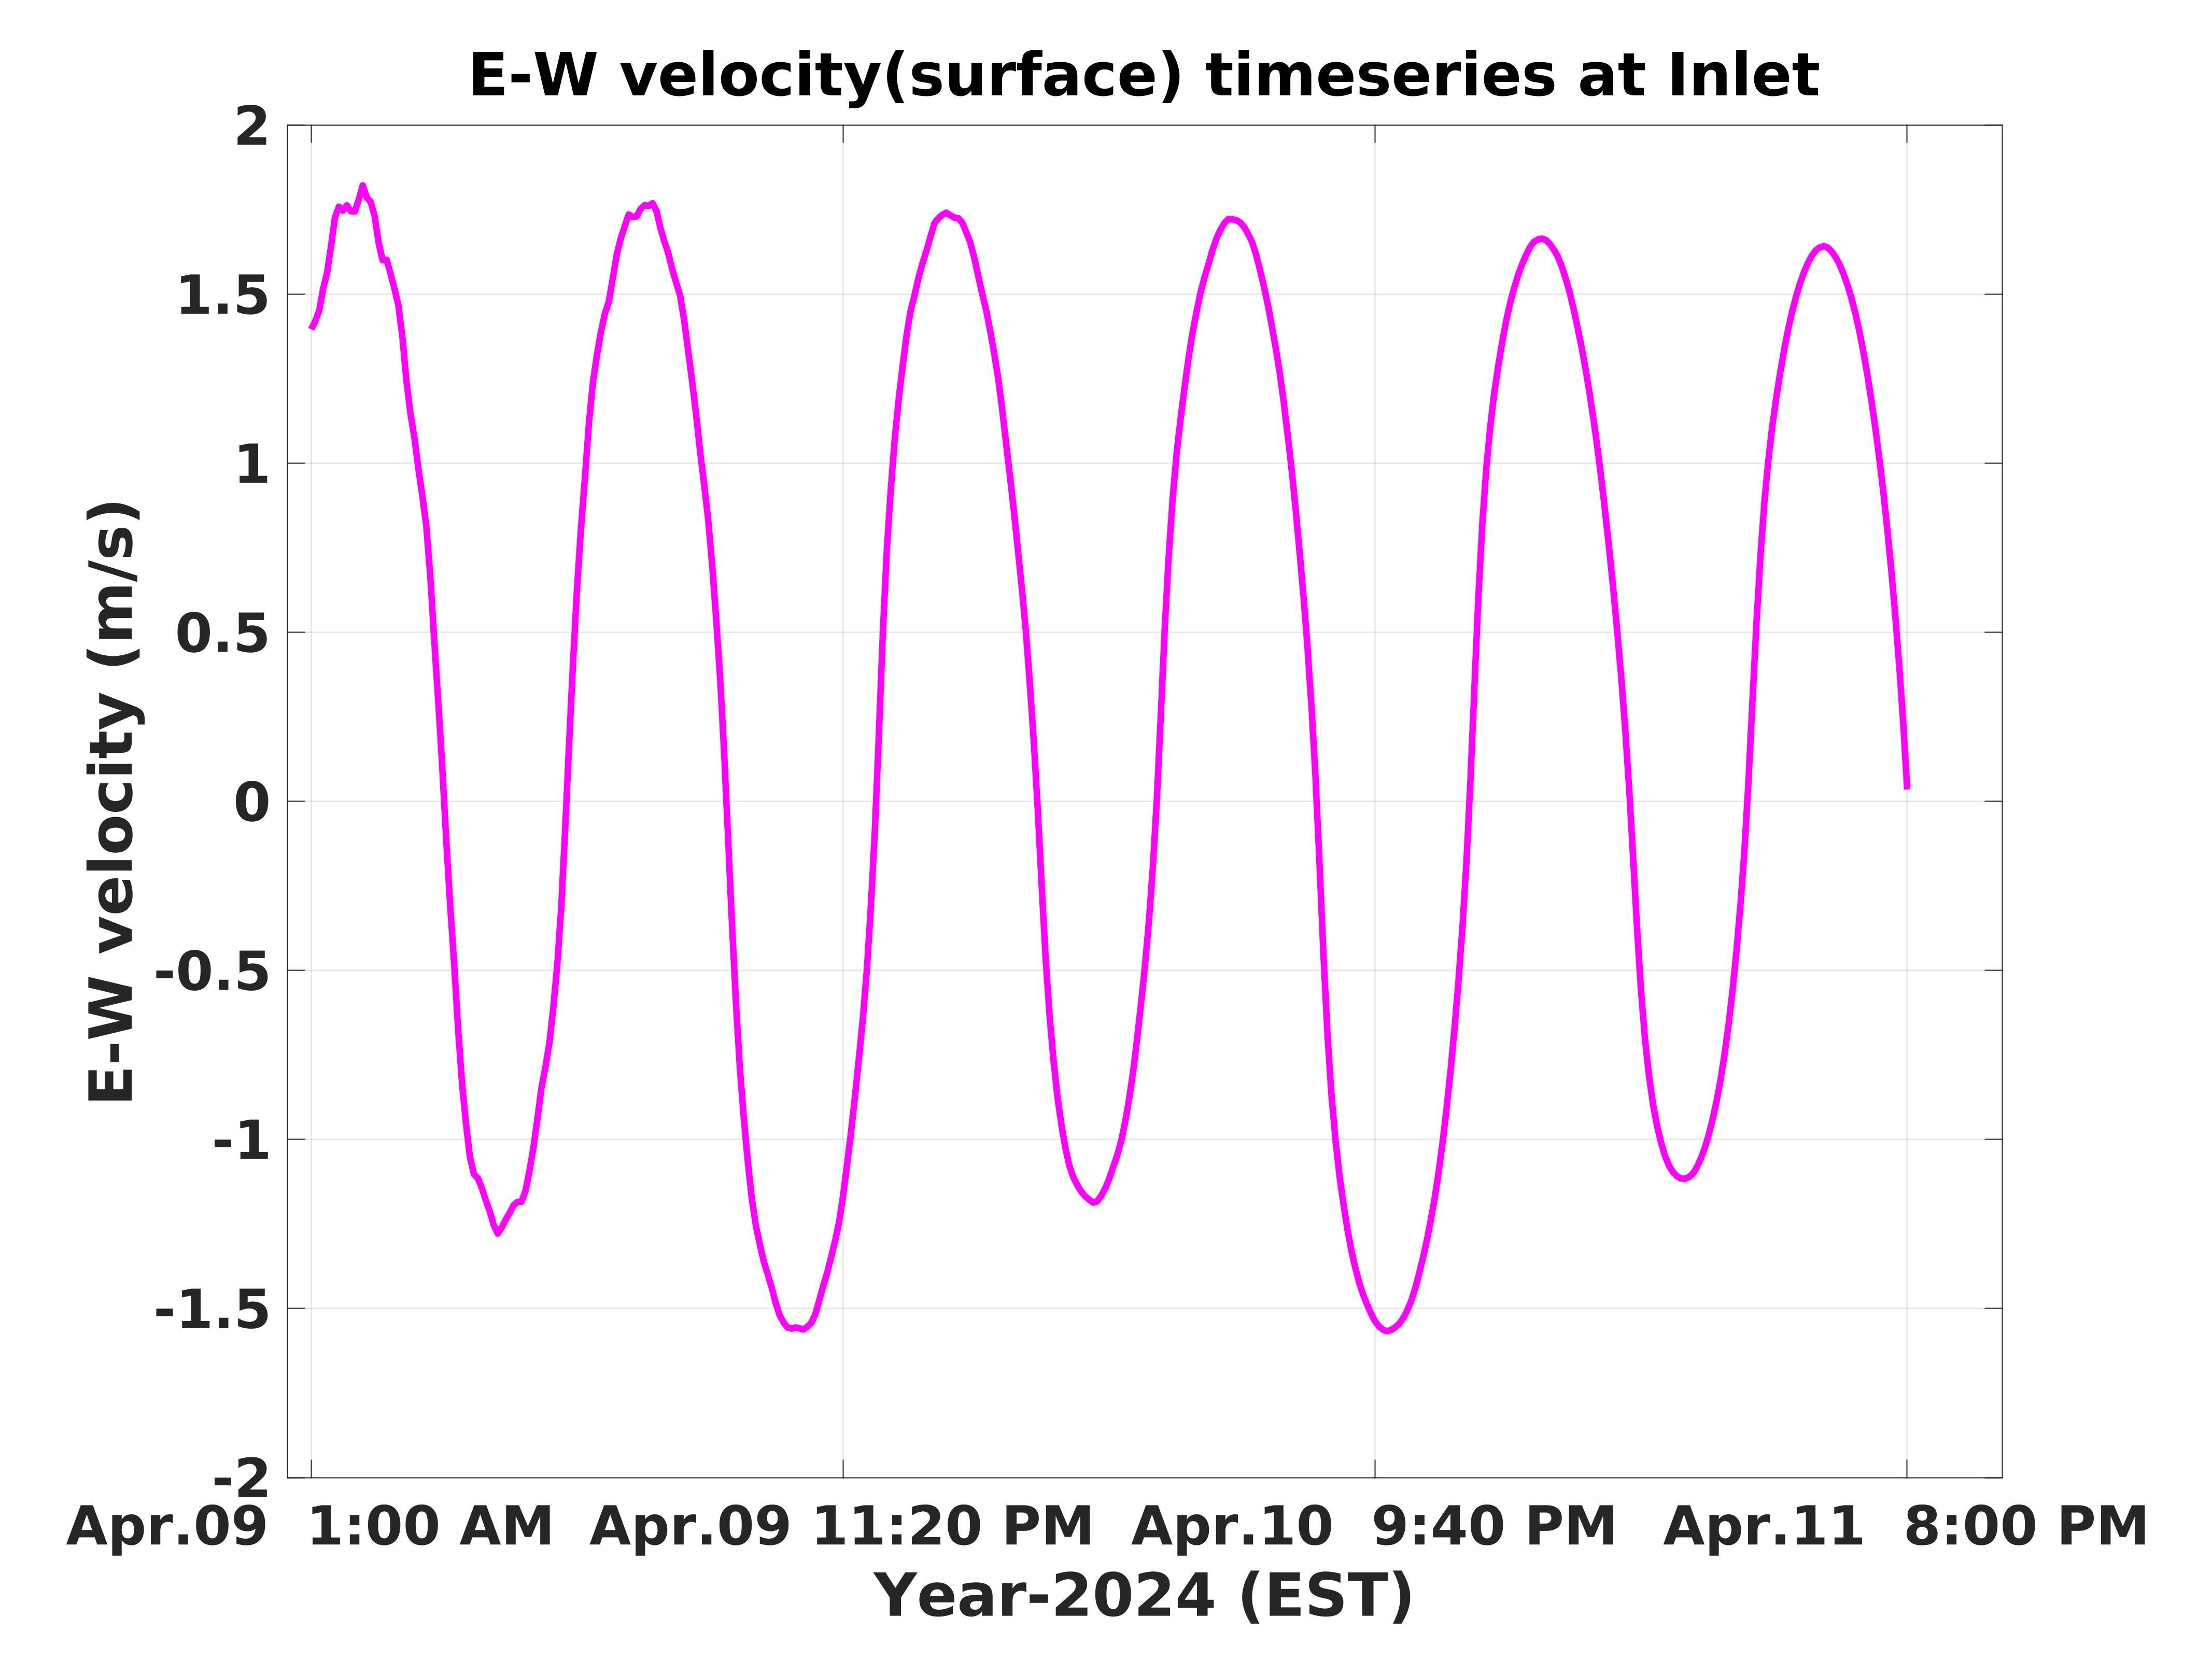 E-W velocity(surface) timeseries at Inlet
E-W velocity (m/s)
2
1.5
1
0.5
0
-0.5
-1
-1.5
-2
Apr.09  1:00 AM
Apr.09 11:20 PM
Apr.10  9:40 PM
Apr.11  8:00 PM
Year-2024 (EST)